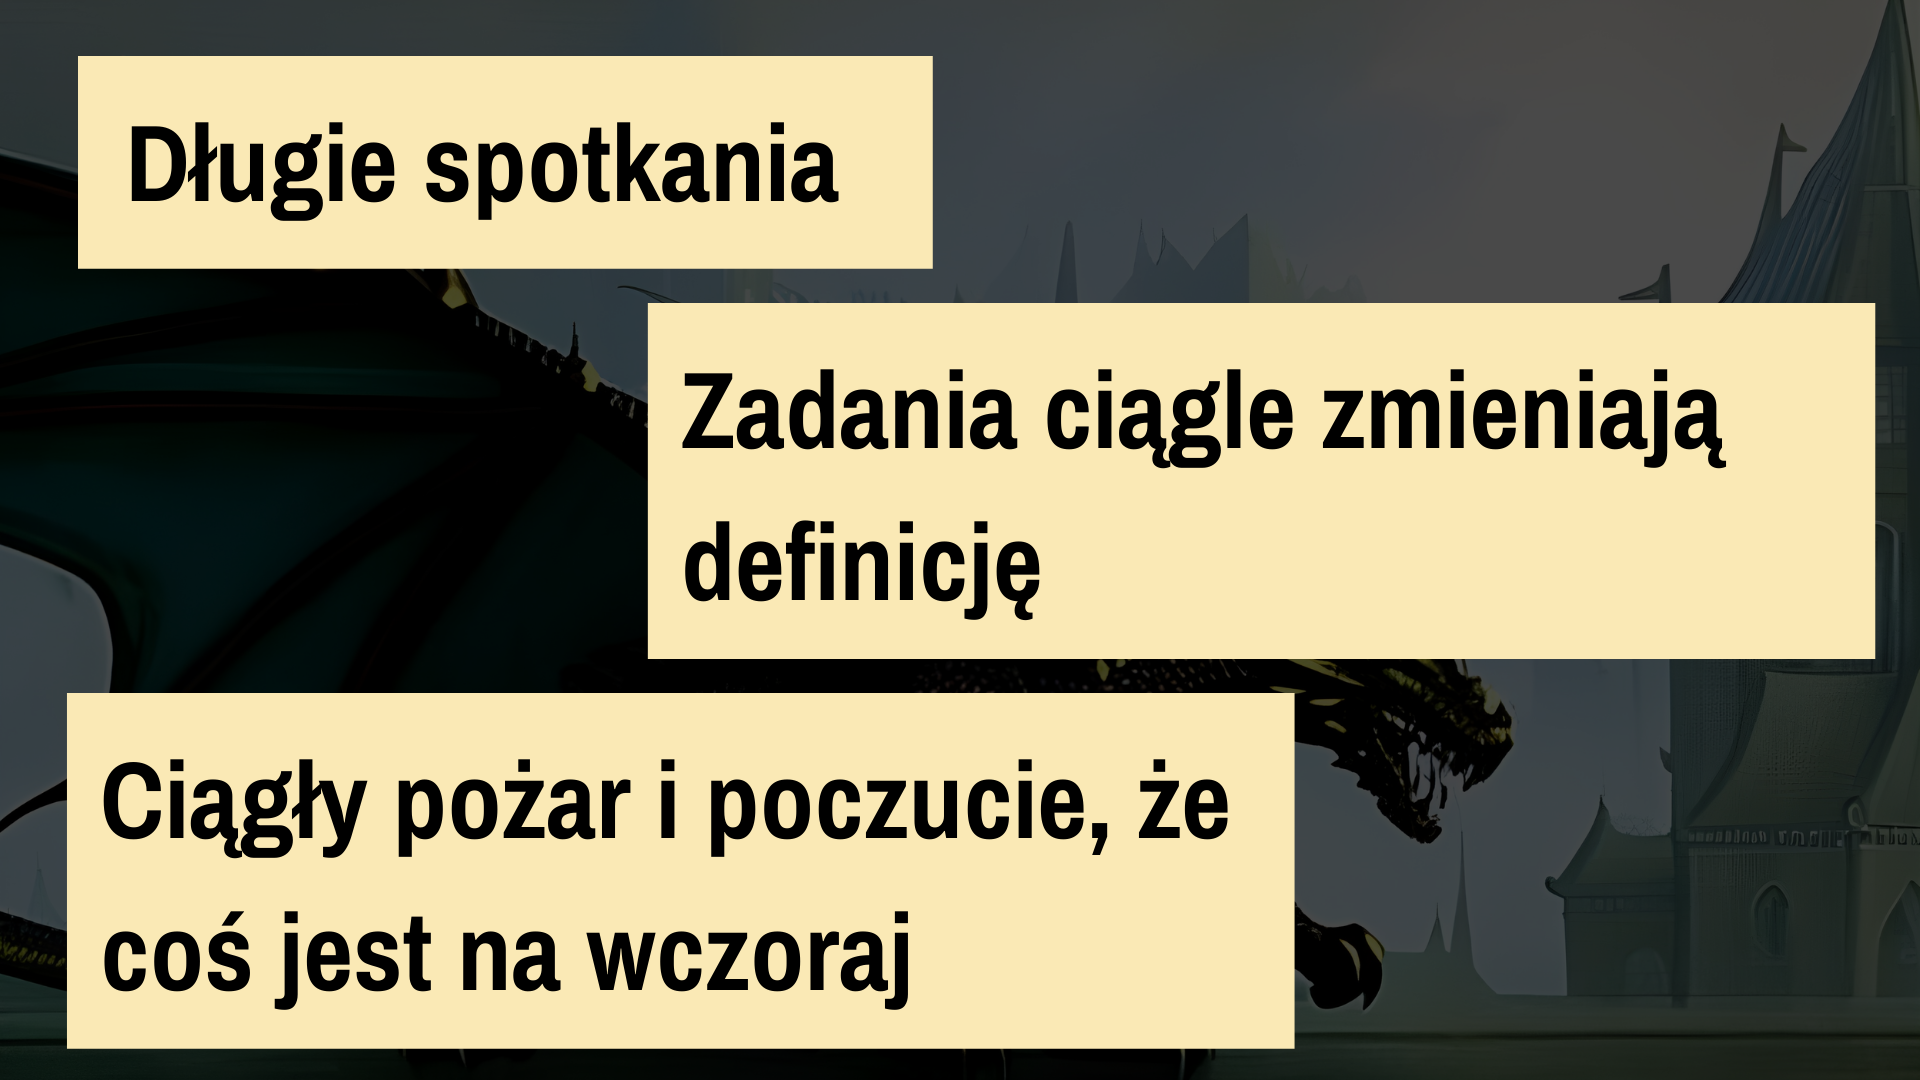 Długie spotkania
Zadania ciągle zmieniają
definicję
Ciągły pożar i poczucie, że
coś jest na wczoraj